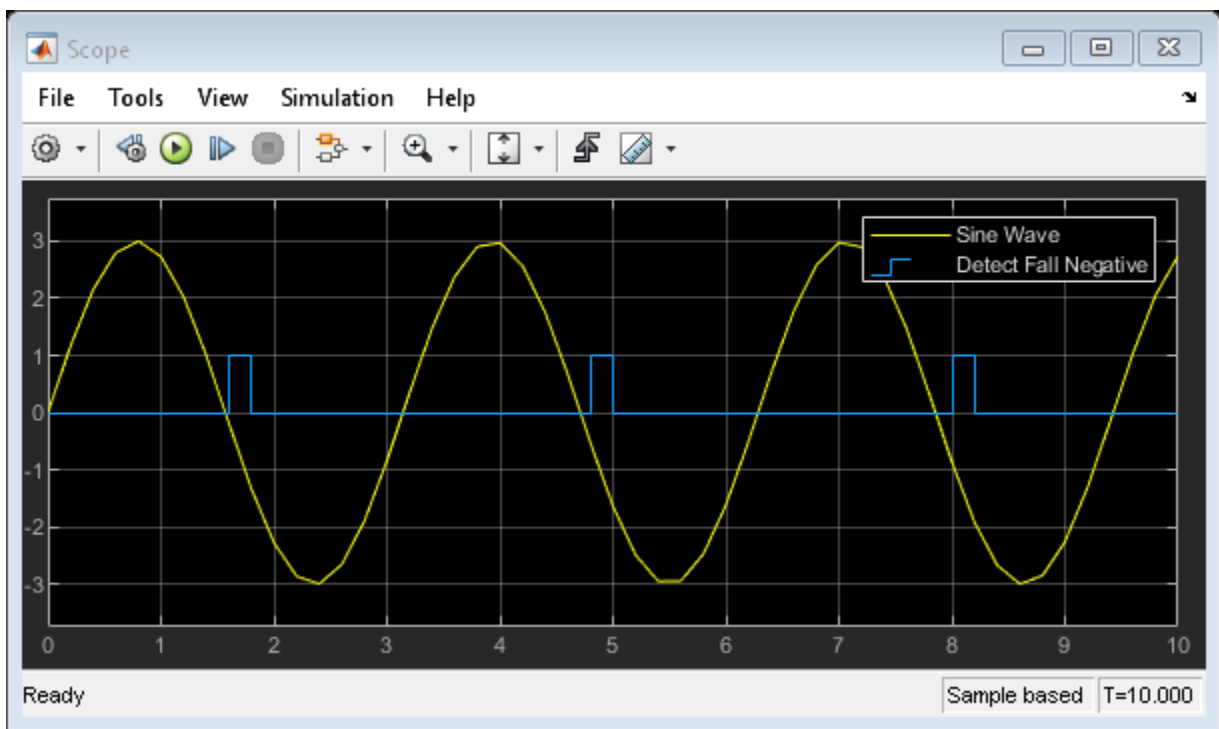 Scope
File Tools View Simulation Help
Sine Wave
Detect Fall Negative
3
2
1
0
-1
-2
-3
0 1 2 3 4 5 6 7 8 9 10
Ready Sample based T=10.000